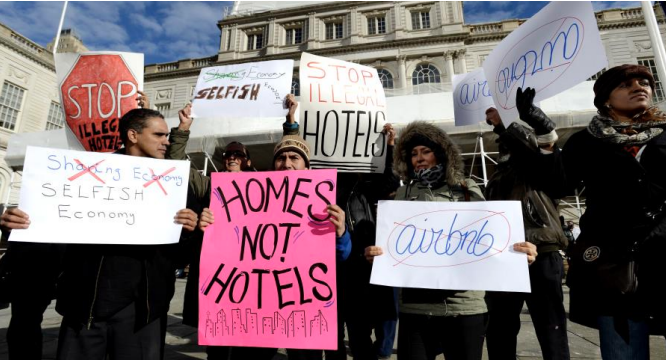 STOP
ILLEGAL
HOTELS
Sharing Economy
SELFISH
STOP
ILLEGAL
HOTELS
airbnb
airbnb
Sharing Economy
SELFISH
Economy
HOMES
NOT
HOTELS
airbnb